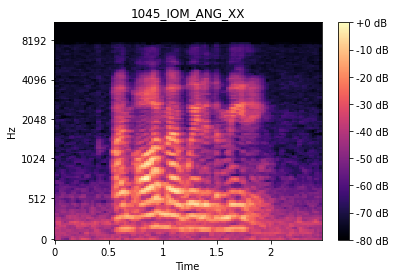 1045_IOM_ANG_XX
+0 dB
8192
-10 dB
4096
-20 dB
-30 dB
2048
Hz
-40 dB
1024
-50 dB
-60 dB
512
-70 dB
0
-80 dB
0 0.5 1 1.5 2
Time